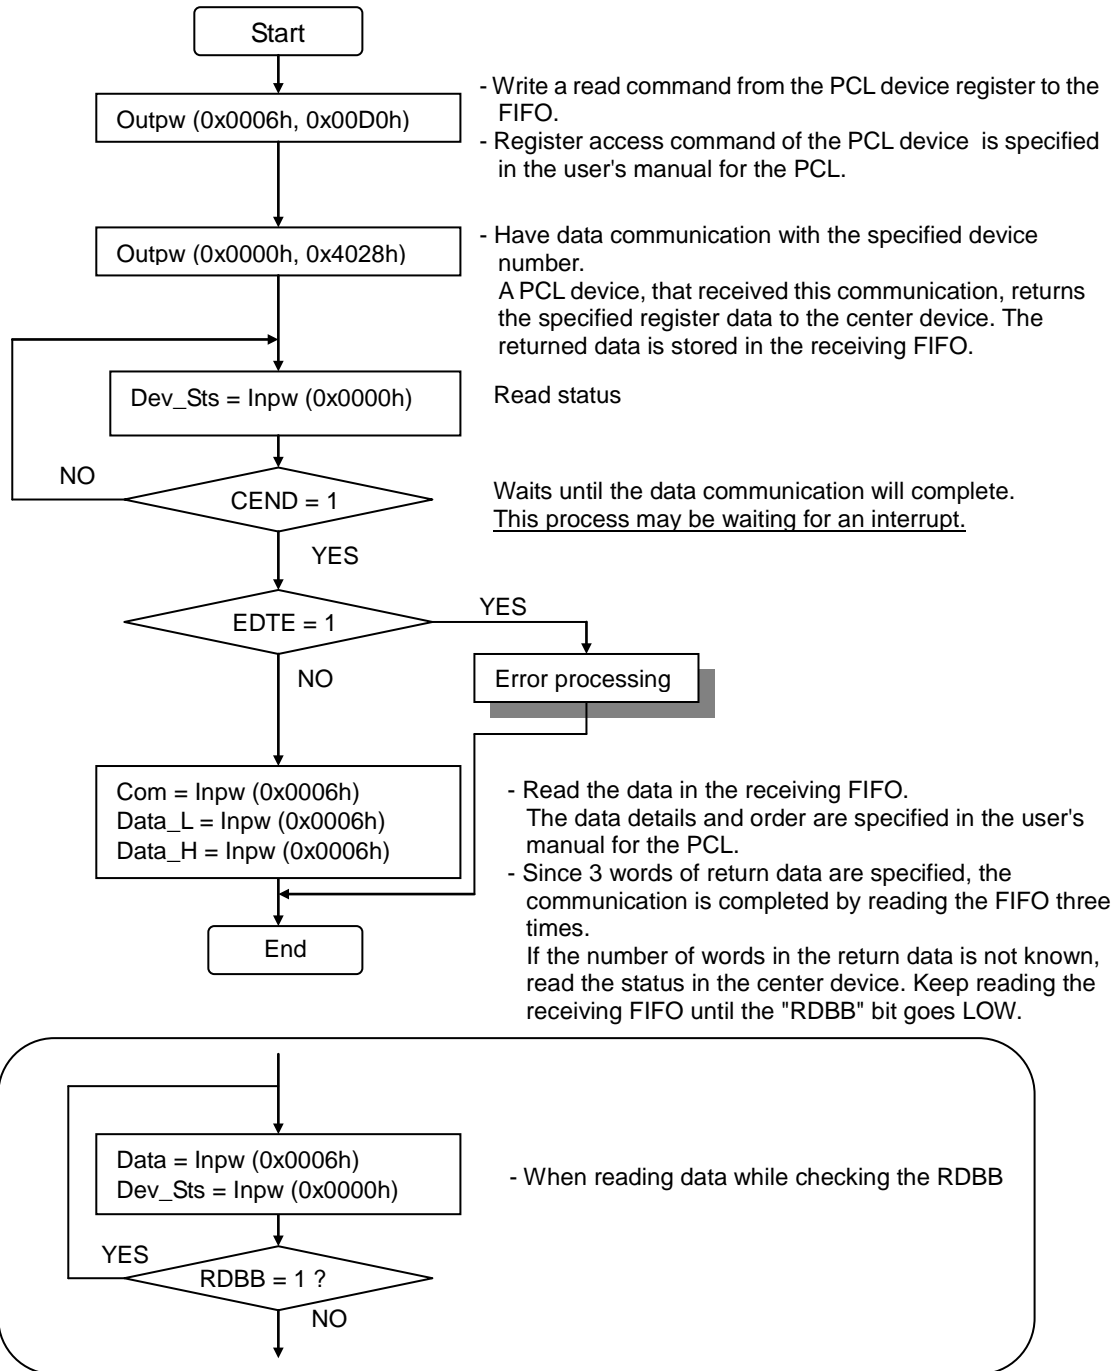 Start
Outpw (0x0006h, 0x00D0h)
- Write a read command from the PCL device register to the
FIFO.
- Register access command of the PCL device  is specified
in the user's manual for the PCL.
Outpw (0x0000h, 0x4028h)
- Have data communication with the specified device
number.
A PCL device, that received this communication, returns
the specified register data to the center device. The
returned data is stored in the receiving FIFO.
Dev_Sts = Inpw (0x0000h)
Read status
NO
CEND = 1
Waits until the data communication will complete.
This process may be waiting for an interrupt.
YES
EDTE = 1
YES
NO
Error processing
Com = Inpw (0x0006h)
Data_L = Inpw (0x0006h)
Data_H = Inpw (0x0006h)
- Read the data in the receiving FIFO.
The data details and order are specified in the user's
manual for the PCL.
- Since 3 words of return data are specified, the
communication is completed by reading the FIFO three
times.
If the number of words in the return data is not known,
read the status in the center device. Keep reading the
receiving FIFO until the "RDBB" bit goes LOW.
End
Data = Inpw (0x0006h)
Dev_Sts = Inpw (0x0000h)
- When reading data while checking the RDBB
YES
RDBB = 1 ?
NO